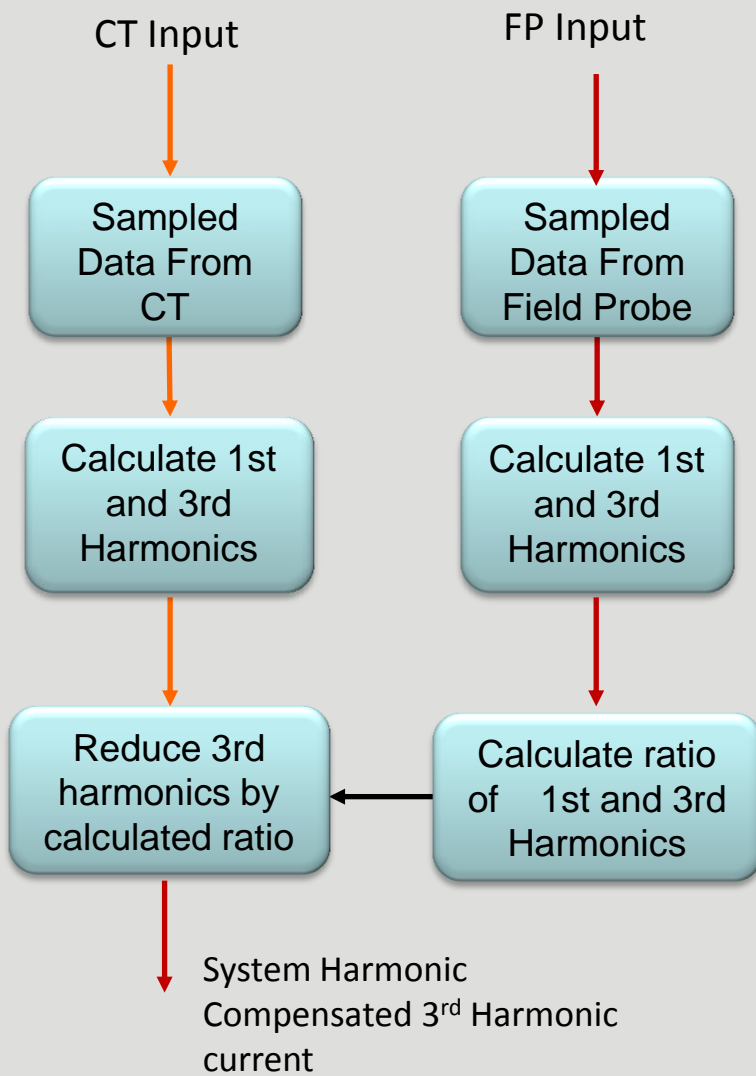 CT Input
FP Input
Sampled
Data From
CT
Sampled
Data From
Field Probe
Calculate 1st
and 3rd
Harmonics
Calculate 1st
and 3rd
Harmonics
Reduce 3rd
harmonics by
calculated ratio
Calculate ratio
of 1st and 3rd
Harmonics
System Harmonic
Compensated 3rd Harmonic
current